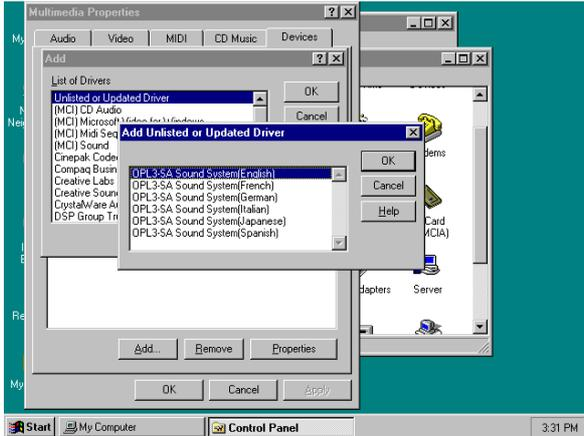 Multimedia Properties
Audio
Video
MIDI
CD Music
Devices
Add
List of Drivers
Unlisted or Updated Driver
(MCI) CD Audio
(MCI) Microsoft Video for Windows
(MCI) Midi Seq
(MCI) Sound
Cinepak Codec
Compaq Busin
Creative Labs
Creative Soun
CrystalWare A
DSP Group Tr
OK
Cancel
Add Unlisted or Updated Driver
OPL3-SA Sound System(English)
OPL3-SA Sound System(French)
OPL3-SA Sound System(German)
OPL3-SA Sound System(Italian)
OPL3-SA Sound System(Japanese)
OPL3-SA Sound System(Spanish)
OK
Cancel
Help
dems
Card
MCIA)
dapters
Server
My
Nei
Re
My
Add...
Remove
Properties
OK
Cancel
Apply
Start
My Computer
Control Panel
3:31 PM